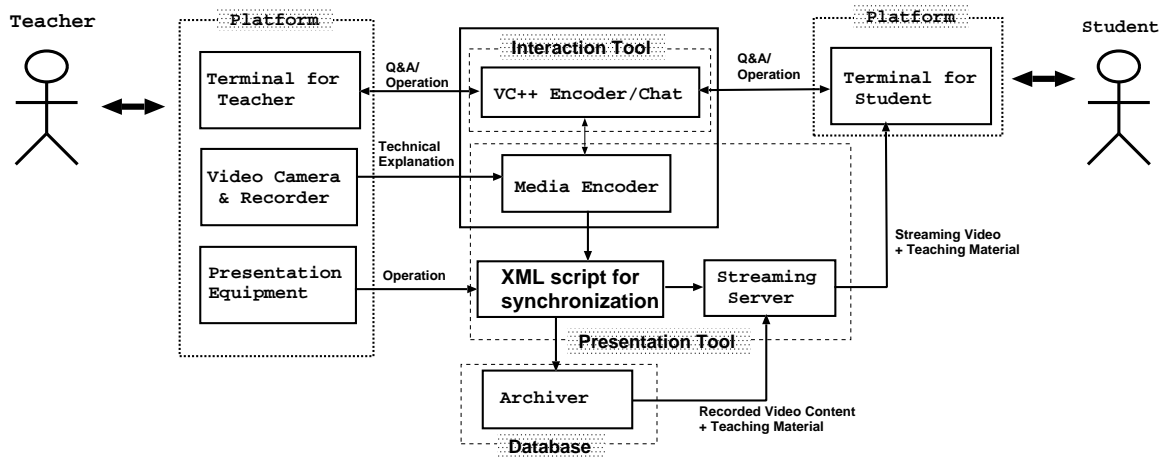 Teacher
Platform
Terminal for
Teacher
Video Camera
& Recorder
Presentation
Equipment
Q&A/
Operation
Technical
Explanation
Operation
Interaction Tool
VC++ Encoder/Chat
Media Encoder
XML script for
synchronization
Streaming
Server
Presentation Tool
Archiver
Database
Recorded Video Content
+ Teaching Material
Q&A/
Operation
Platform
Terminal for
Student
Streaming Video
+ Teaching Material
Student